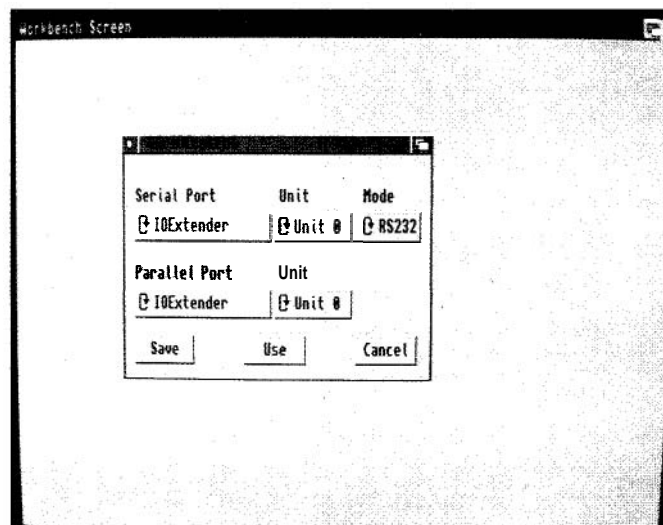 Workbench Screen
Serial Port Unit Mode
IOExtender Unit 0 RS232
Parallel Port Unit
IOExtender Unit 0
Save Use Cancel